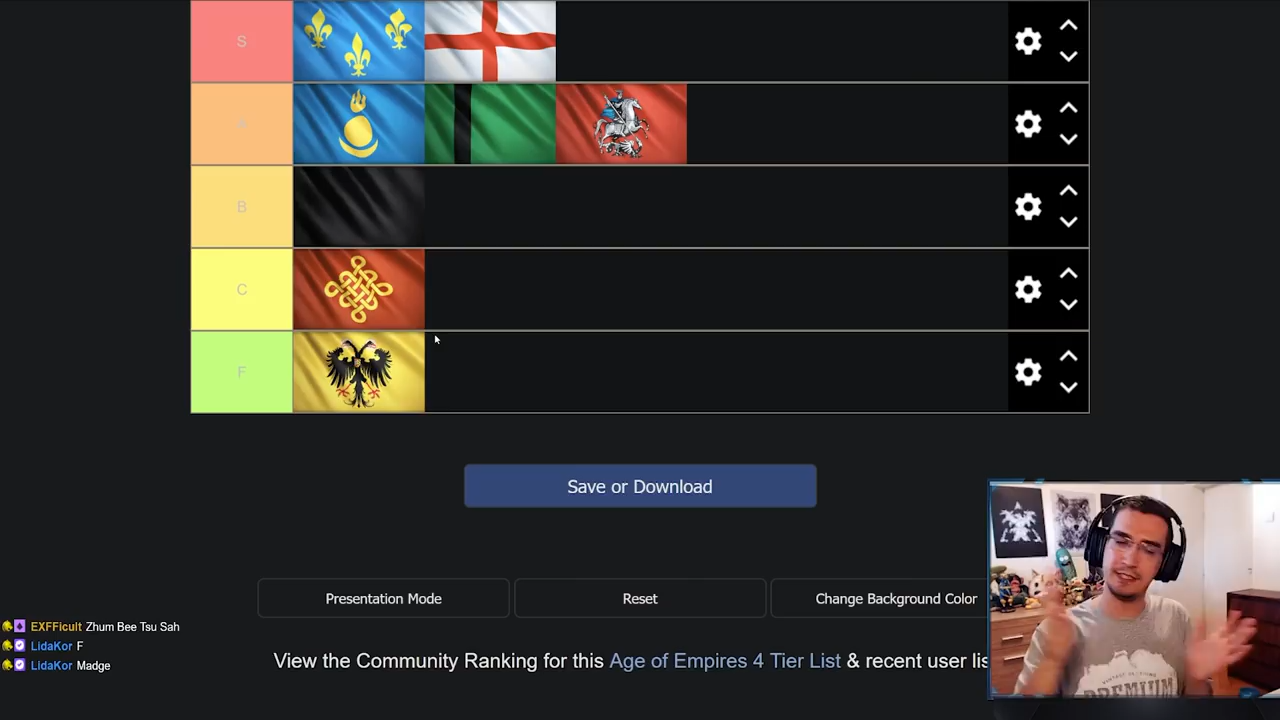 S
A
B
C
F
Save or Download
Presentation Mode
Reset
Change Background Color
View the Community Ranking for this Age of Empires 4 Tier List & recent user lis
EXFFicult Zhum Bee Tsu Sah
LidaKor F
LidaKor Madge
PREMIUM